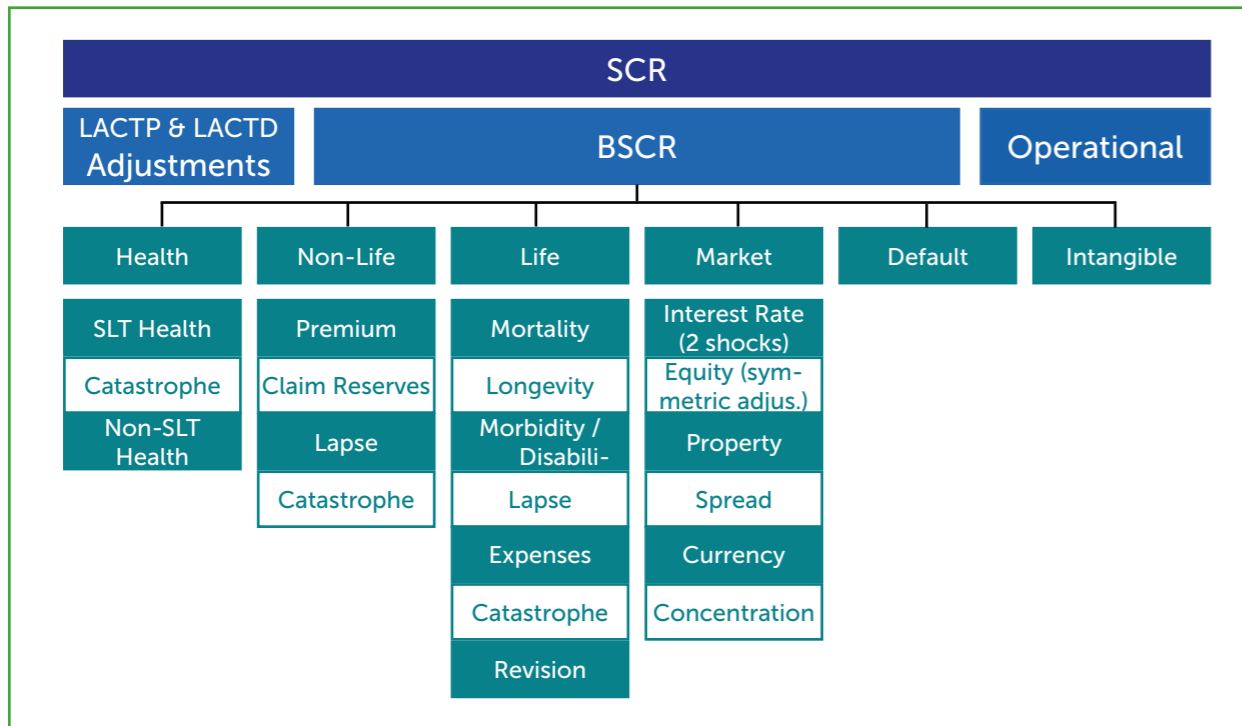 SCR
LACTP & LACTD
Adjustments
BSCR
Operational
Health
Non-Life
Life
Market
Default
Intangible
SLT Health
Catastrophe
Non-SLT
Health
Premium
Claim Reserves
Lapse
Catastrophe
Mortality
Longevity
Morbidity /
Disabili-
Lapse
Expenses
Catastrophe
Revision
Interest Rate
(2 shocks)
Equity (sym-
metric adjus.)
Property
Spread
Currency
Concentration